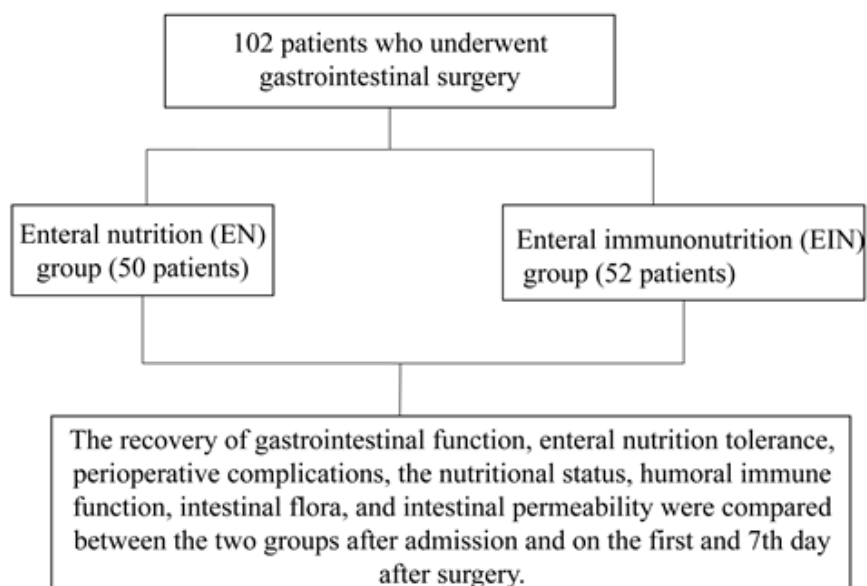 102 patients who underwent
gastrointestinal surgery
Enteral nutrition (EN)
group (50 patients)
Enteral immunonutrition (EIN)
group (52 patients)
The recovery of gastrointestinal function, enteral nutrition tolerance,
perioperative complications, the nutritional status, humoral immune
function, intestinal flora, and intestinal permeability were compared
between the two groups after admission and on the first and 7th day
after surgery.